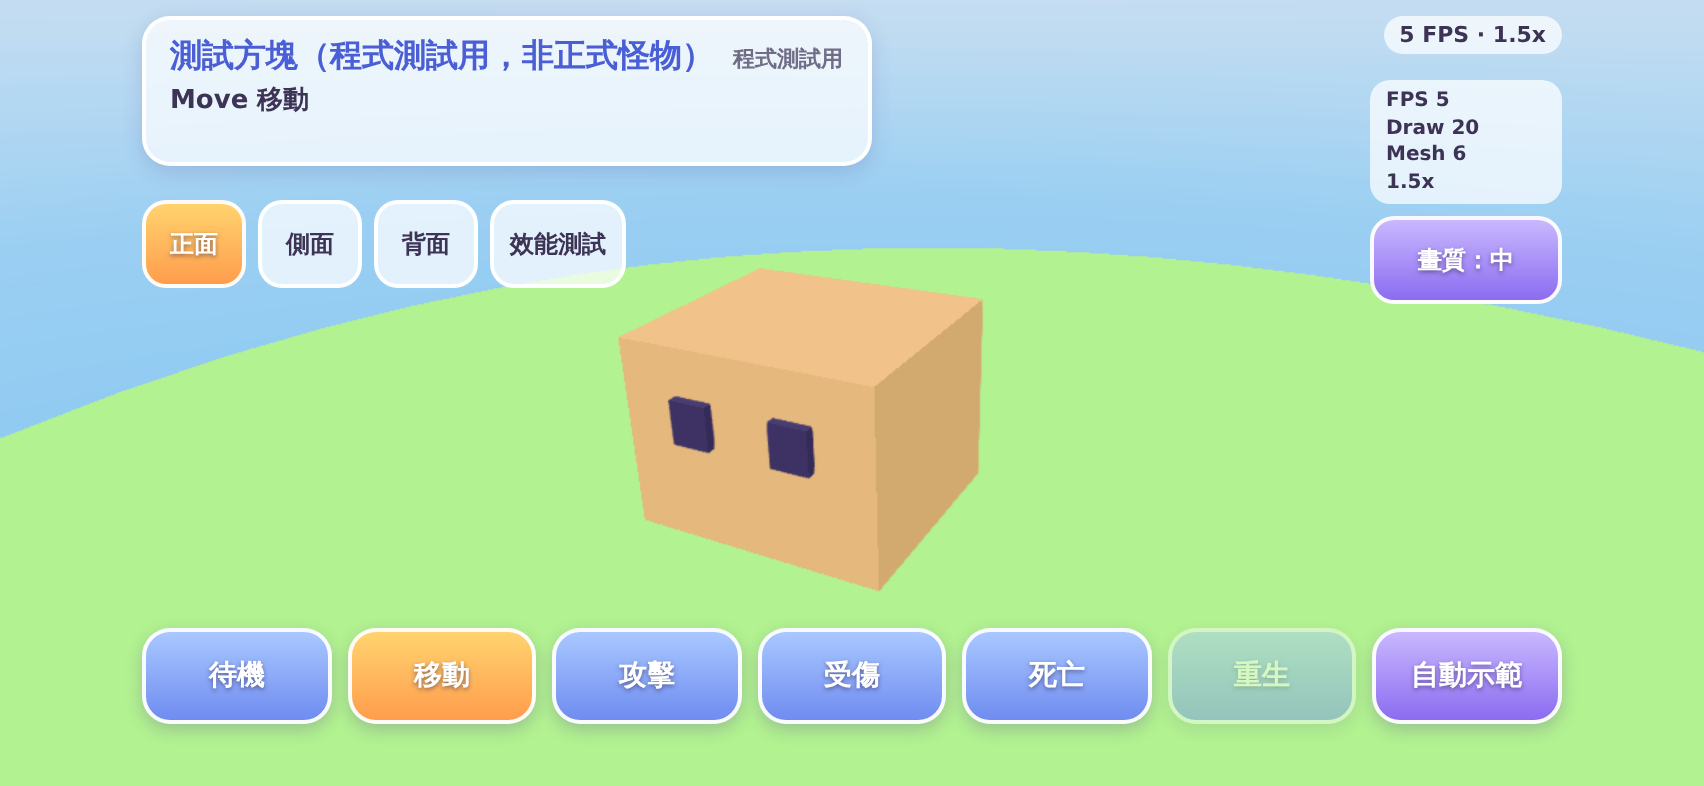 測試方塊（程式測試用，非正式怪物） 程式測試用
Move 移動
5 FPS · 1.5x
FPS 5
Draw 20
Mesh 6
1.5x
正面
側面
背面
效能測試
畫質：中
待機
移動
攻擊
受傷
死亡
重生
自動示範